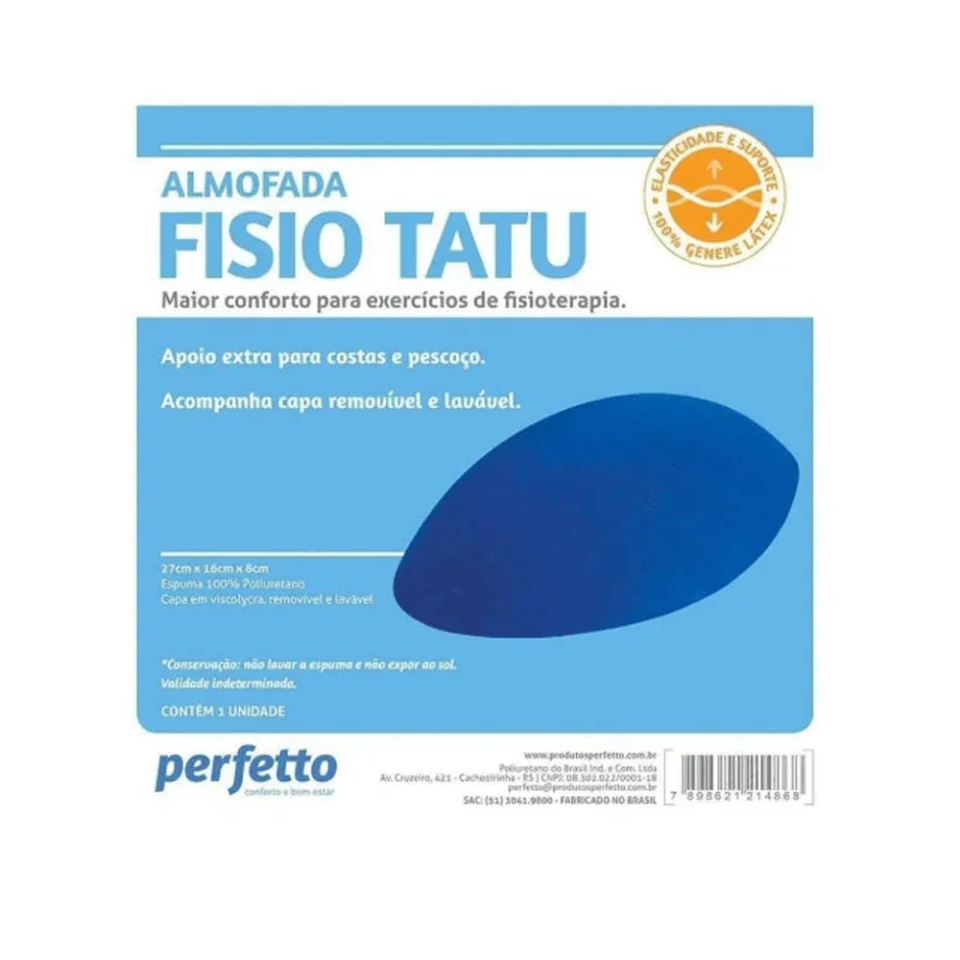 ELASTICIDADE E SUPORTE
100% GENERE LÁTEX
ALMOFADA
FISIO TATU
Maior conforto para exercícios de fisioterapia.
Apoio extra para costas e pescoço.
Acompanha capa removível e lavável.
27cm x 16cm x 8cm
Espuma 100% Poliuretano
Capa em viscolycra, removível e lavável
*Conservação: não lavar a espuma e não expor ao sol.
Validade indeterminada.
CONTÊM 1 UNIDADE
perfetto
conforto e bem-estar
www.produtosperfetto.com.br
Poliuretano do Brasil Ind. e Com. Ltda
Av. Cruzeiro, 421 - Cachoeirinha - RS | CNPJ: 08.302.022/0001-18
perfetto@produtosperfetto.com.br
SAC: (51) 3041.9800 - FABRICADO NO BRASIL
7 898621 214868